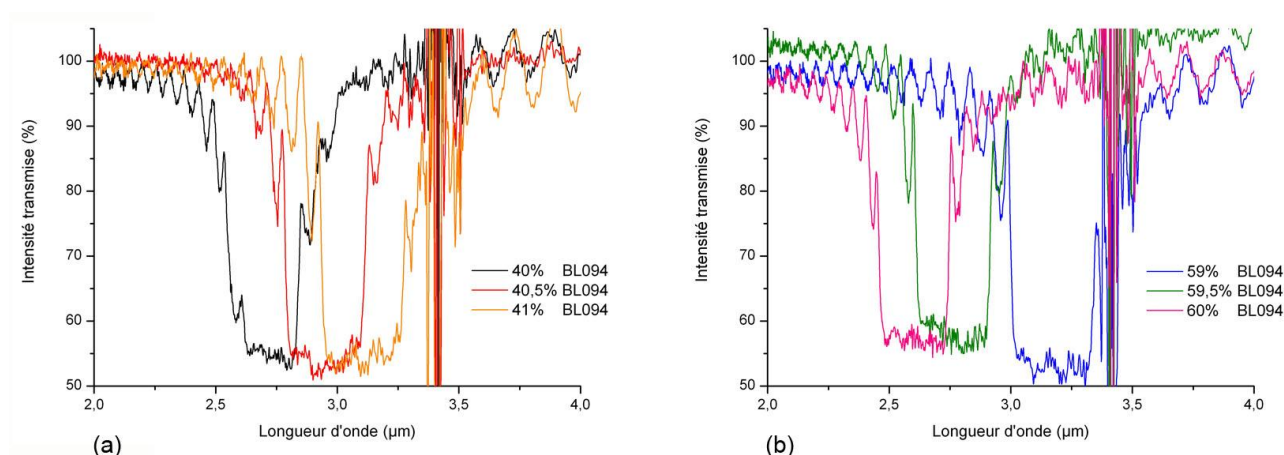 100
90
80
70
60
50
Intensité transmise (%)
40% BL094
40,5% BL094
41% BL094
2,0 2,5 3,0 3,5 4,0
Longueur d'onde (µm)
(a)
100
90
80
70
60
50
Intensité transmise (%)
59% BL094
59,5% BL094
60% BL094
2,0 2,5 3,0 3,5 4,0
Longueur d'onde (µm)
(b)